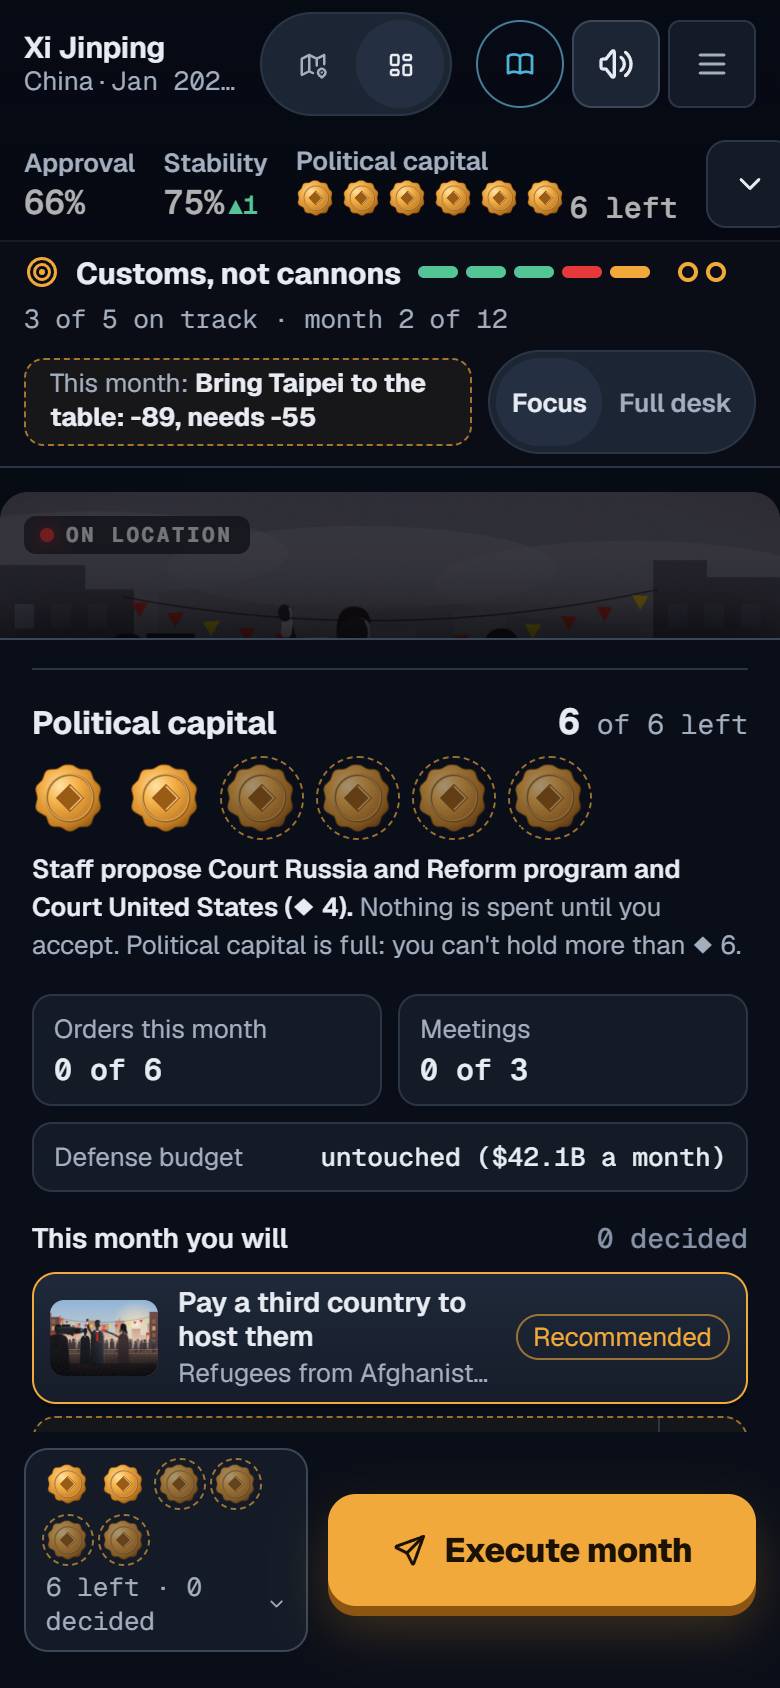 Xi Jinping
China · Jan 202…
Approval
66%
Stability
75%▲1
Political capital
6 left
Customs, not cannons
3 of 5 on track · month 2 of 12
This month: Bring Taipei to the
table: -89, needs -55
Focus
Full desk
ON LOCATION
Political capital
6 of 6 left
Staff propose Court Russia and Reform program and
Court United States (◆ 4). Nothing is spent until you
accept. Political capital is full: you can't hold more than ◆ 6.
Orders this month
0 of 6
Meetings
0 of 3
Defense budget
untouched ($42.1B a month)
This month you will
0 decided
Pay a third country to
host them
Refugees from Afghanist…
Recommended
6 left · 0
decided
Execute month